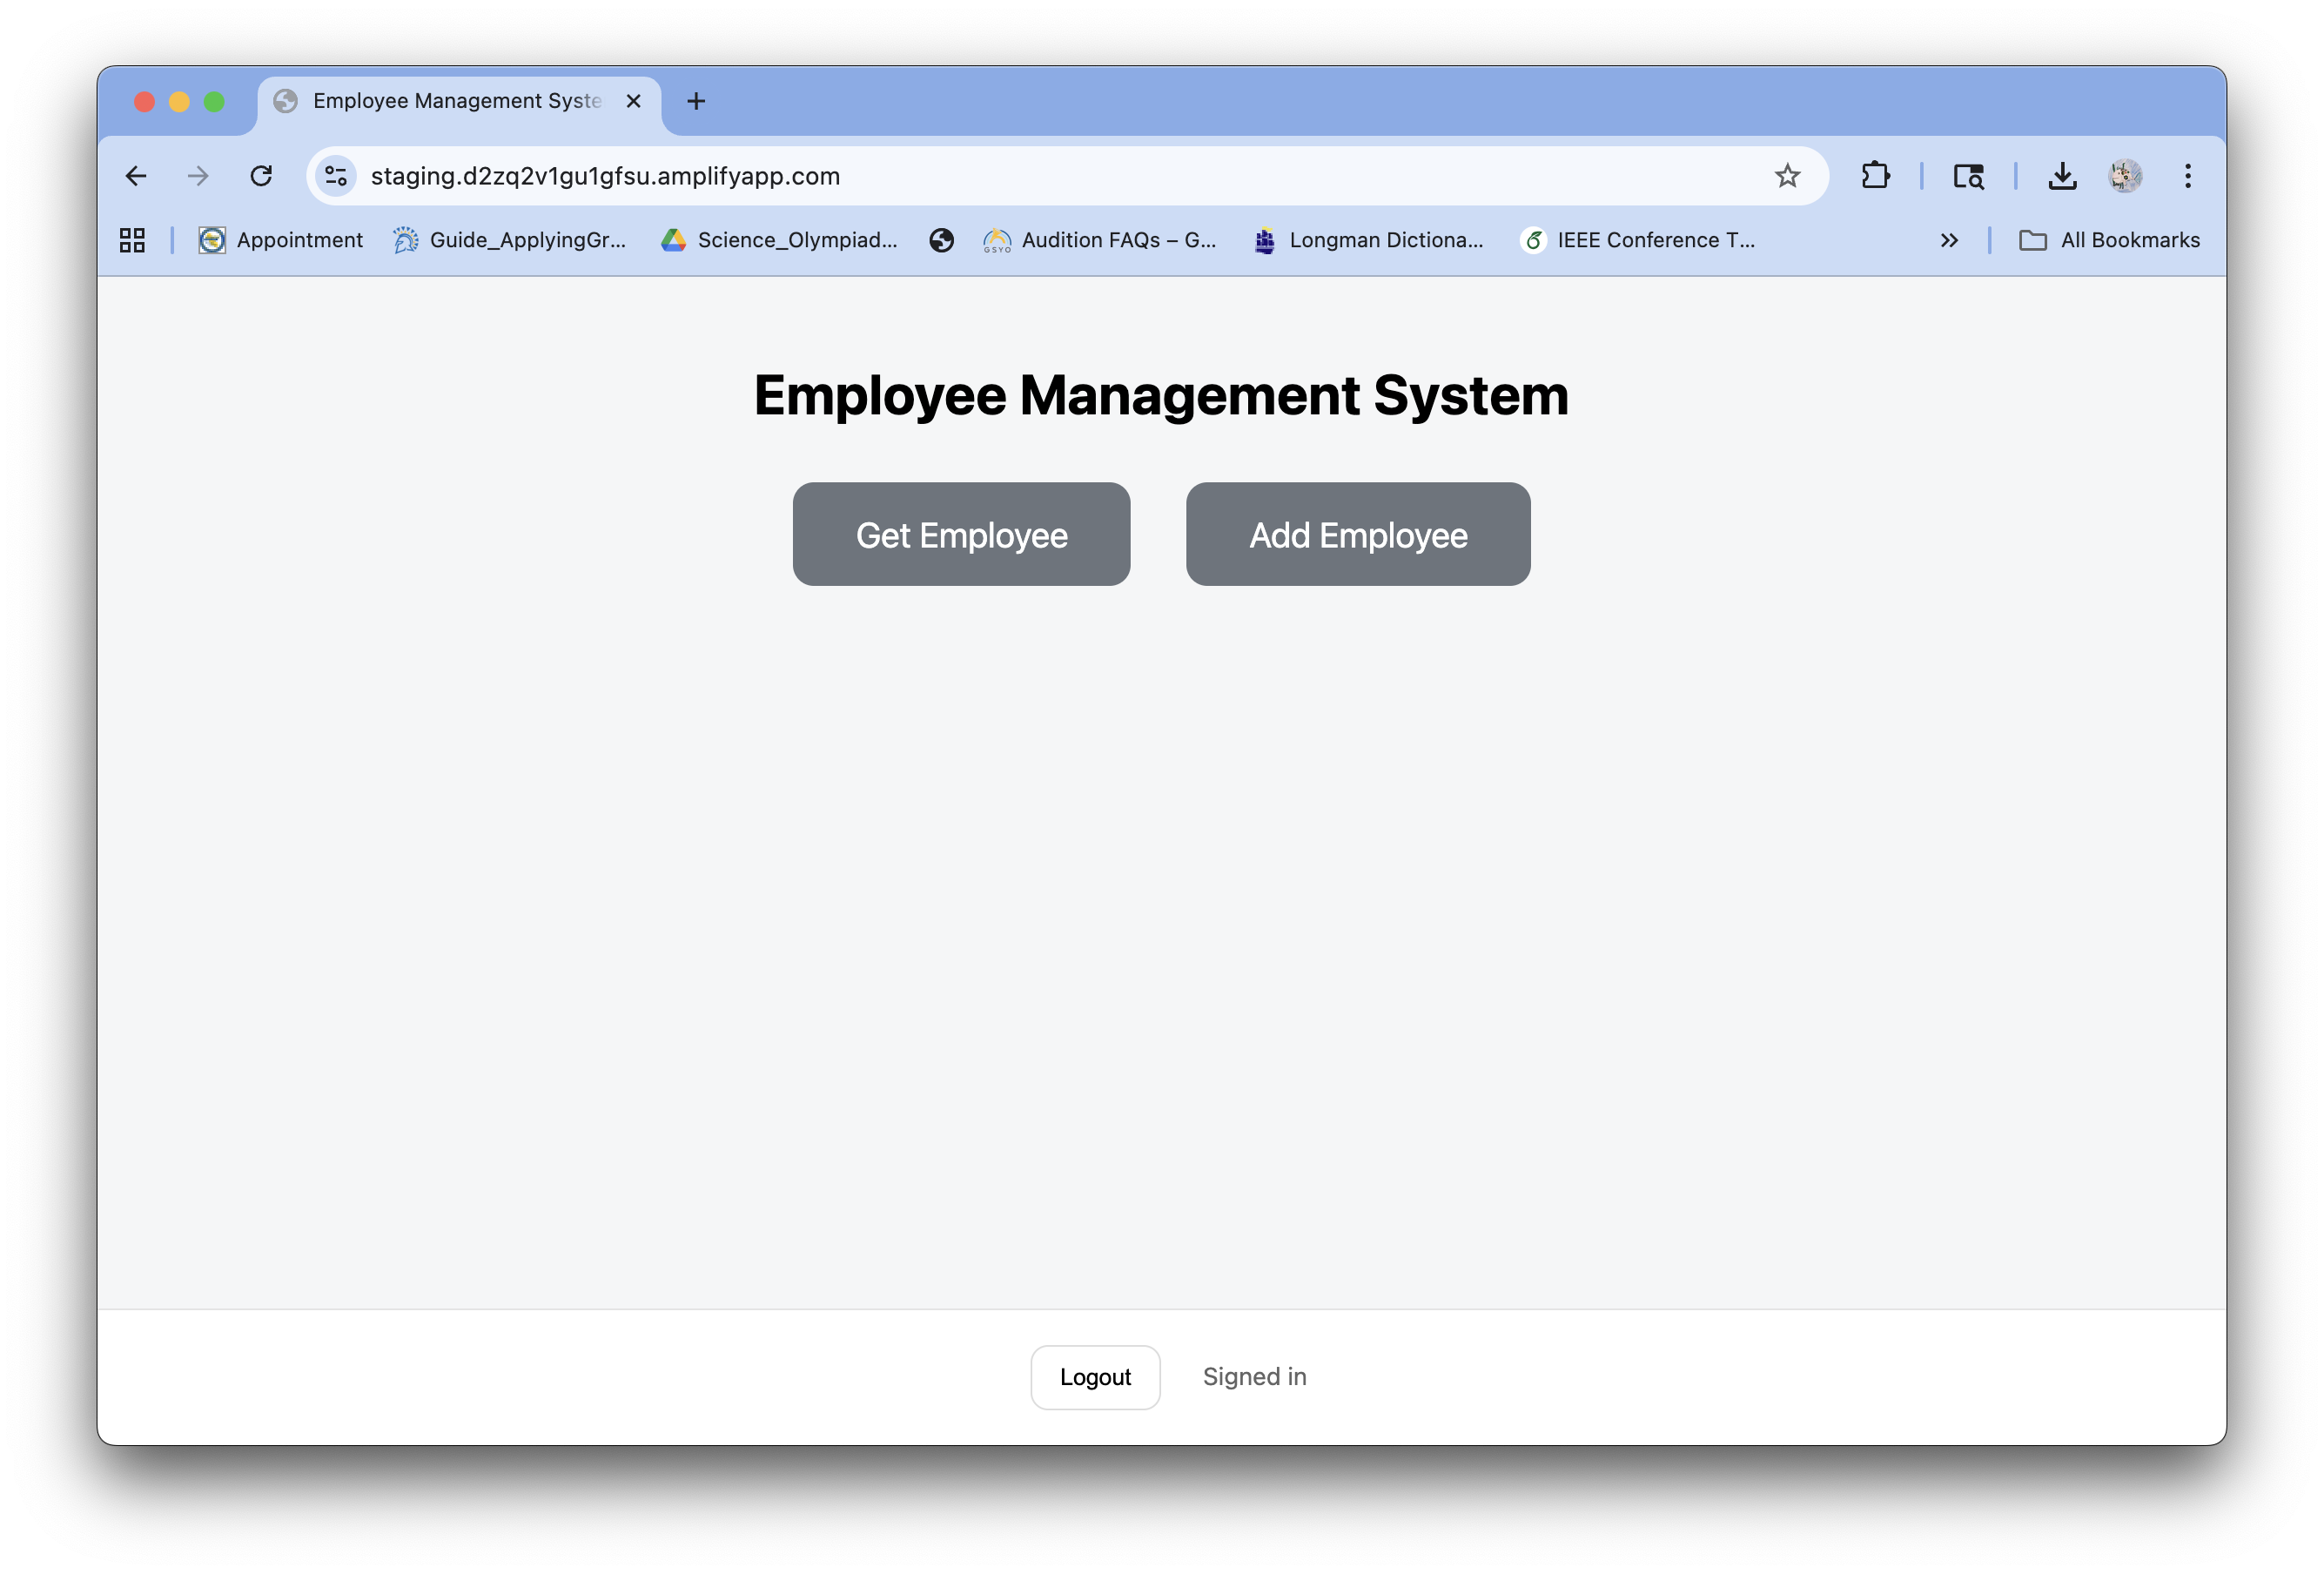 Employee Management Syste
staging.d2zq2v1gu1gfsu.amplifyapp.com
Appointment Guide_ApplyingGr... Science_Olympiad... GSYO Audition FAQs – G... Longman Dictiona... IEEE Conference T... All Bookmarks
Employee Management System
Get Employee Add Employee
Logout Signed in